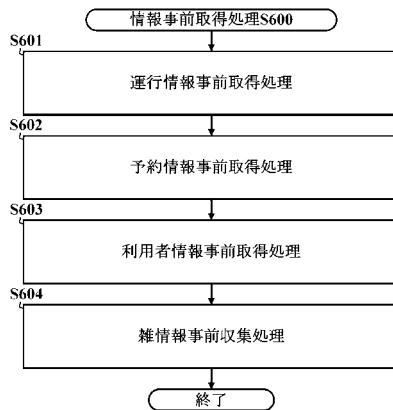 情報事前取得処理S600
S601
運行情報事前取得処理
S602
予約情報事前取得処理
S603
利用者情報事前取得処理
S604
雑情報事前収集処理
終了